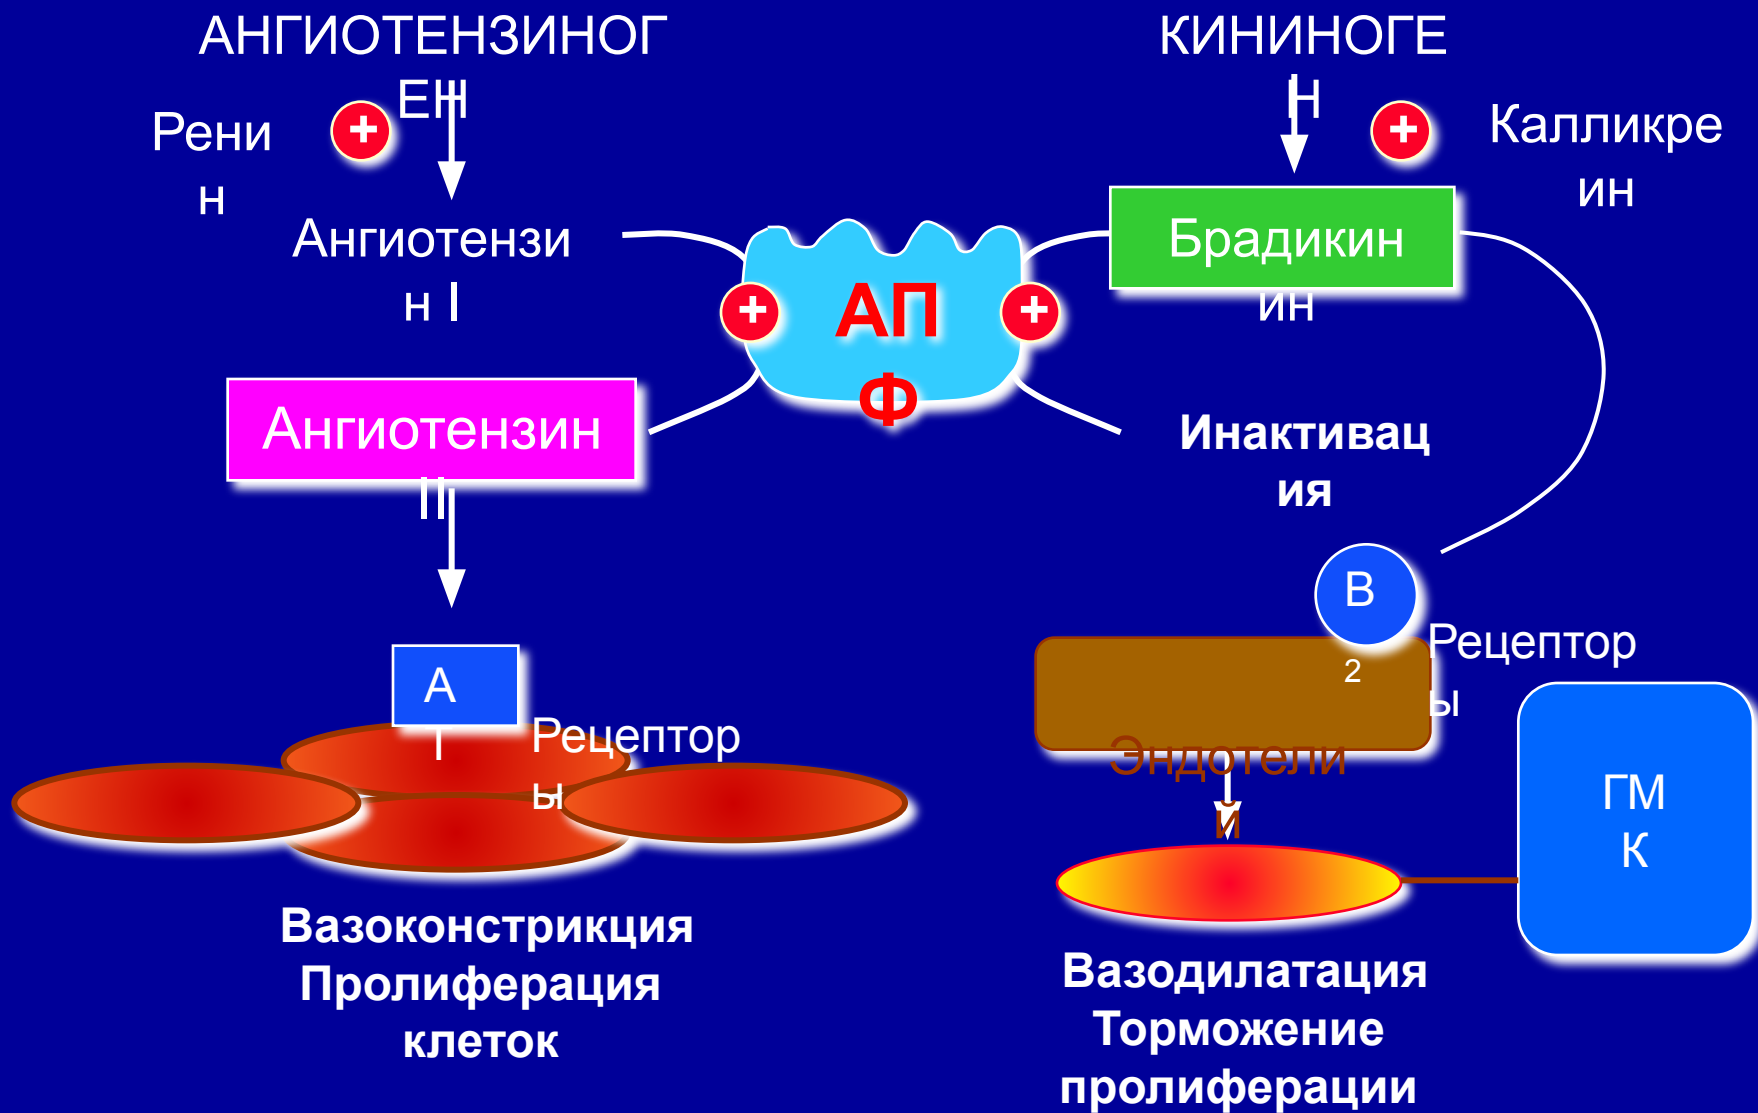 АНГИОТЕНЗИНОГ
ЕН
Рени
н
+
Ангиотензи
н I
Ангиотензин
II
А
Т
Рецептор
ы
Вазоконстрикция
Пролиферация
клеток
+
АП
Ф
+
КИНИНОГЕ
Н
+
Калликре
ин
Брадикин
ин
Инактивац
ия
В
2
Рецептор
ы
Эндотели
й
ГМ
К
Вазодилатация
Торможение
пролиферации